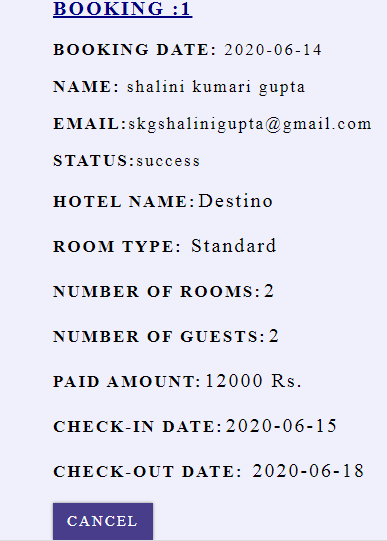 BOOKING :1
BOOKING DATE: 2020-06-14
NAME: shalini kumari gupta
EMAIL:skgshalinigupta@gmail.com
STATUS:success
HOTEL NAME:Destino
ROOM TYPE: Standard
NUMBER OF ROOMS:2
NUMBER OF GUESTS:2
PAID AMOUNT:12000 Rs.
CHECK-IN DATE:2020-06-15
CHECK-OUT DATE: 2020-06-18
CANCEL